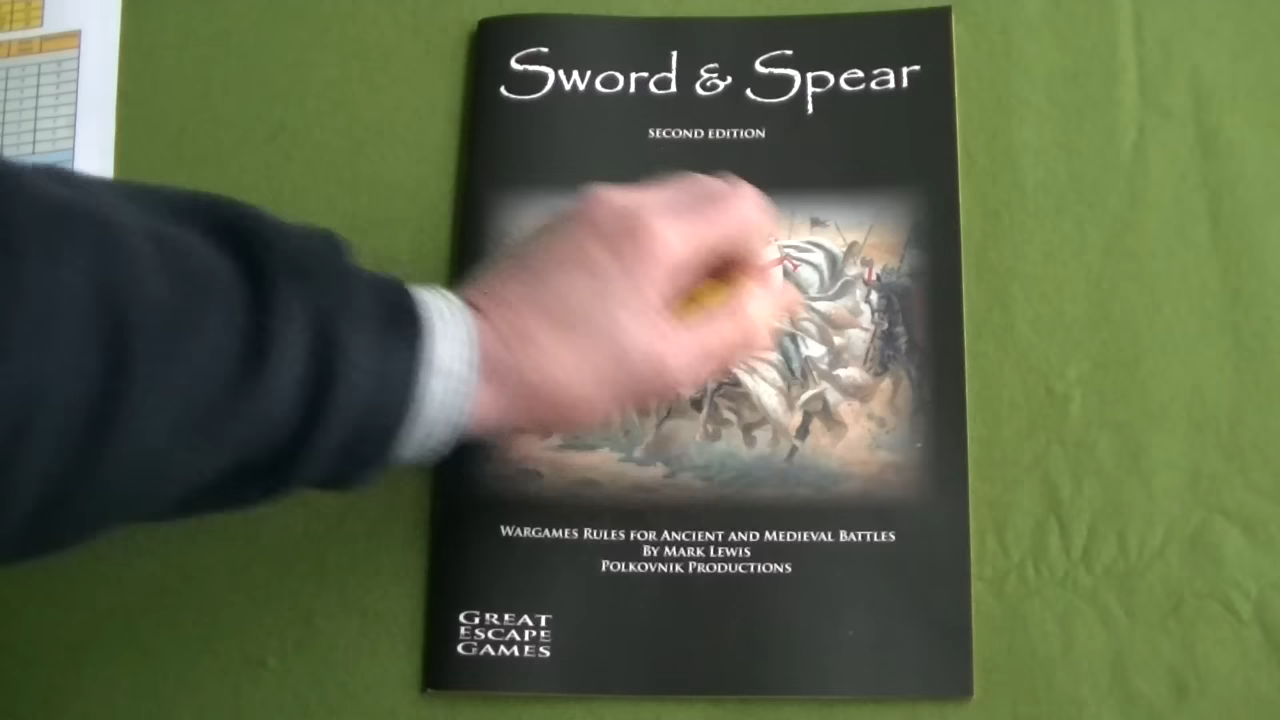 Sword & Spear
SECOND EDITION
WARGAMES RULES FOR ANCIENT AND MEDIEVAL BATTLES
BY MARK LEWIS
POLKOVNIK PRODUCTIONS
GREAT
ESCAPE
GAMES